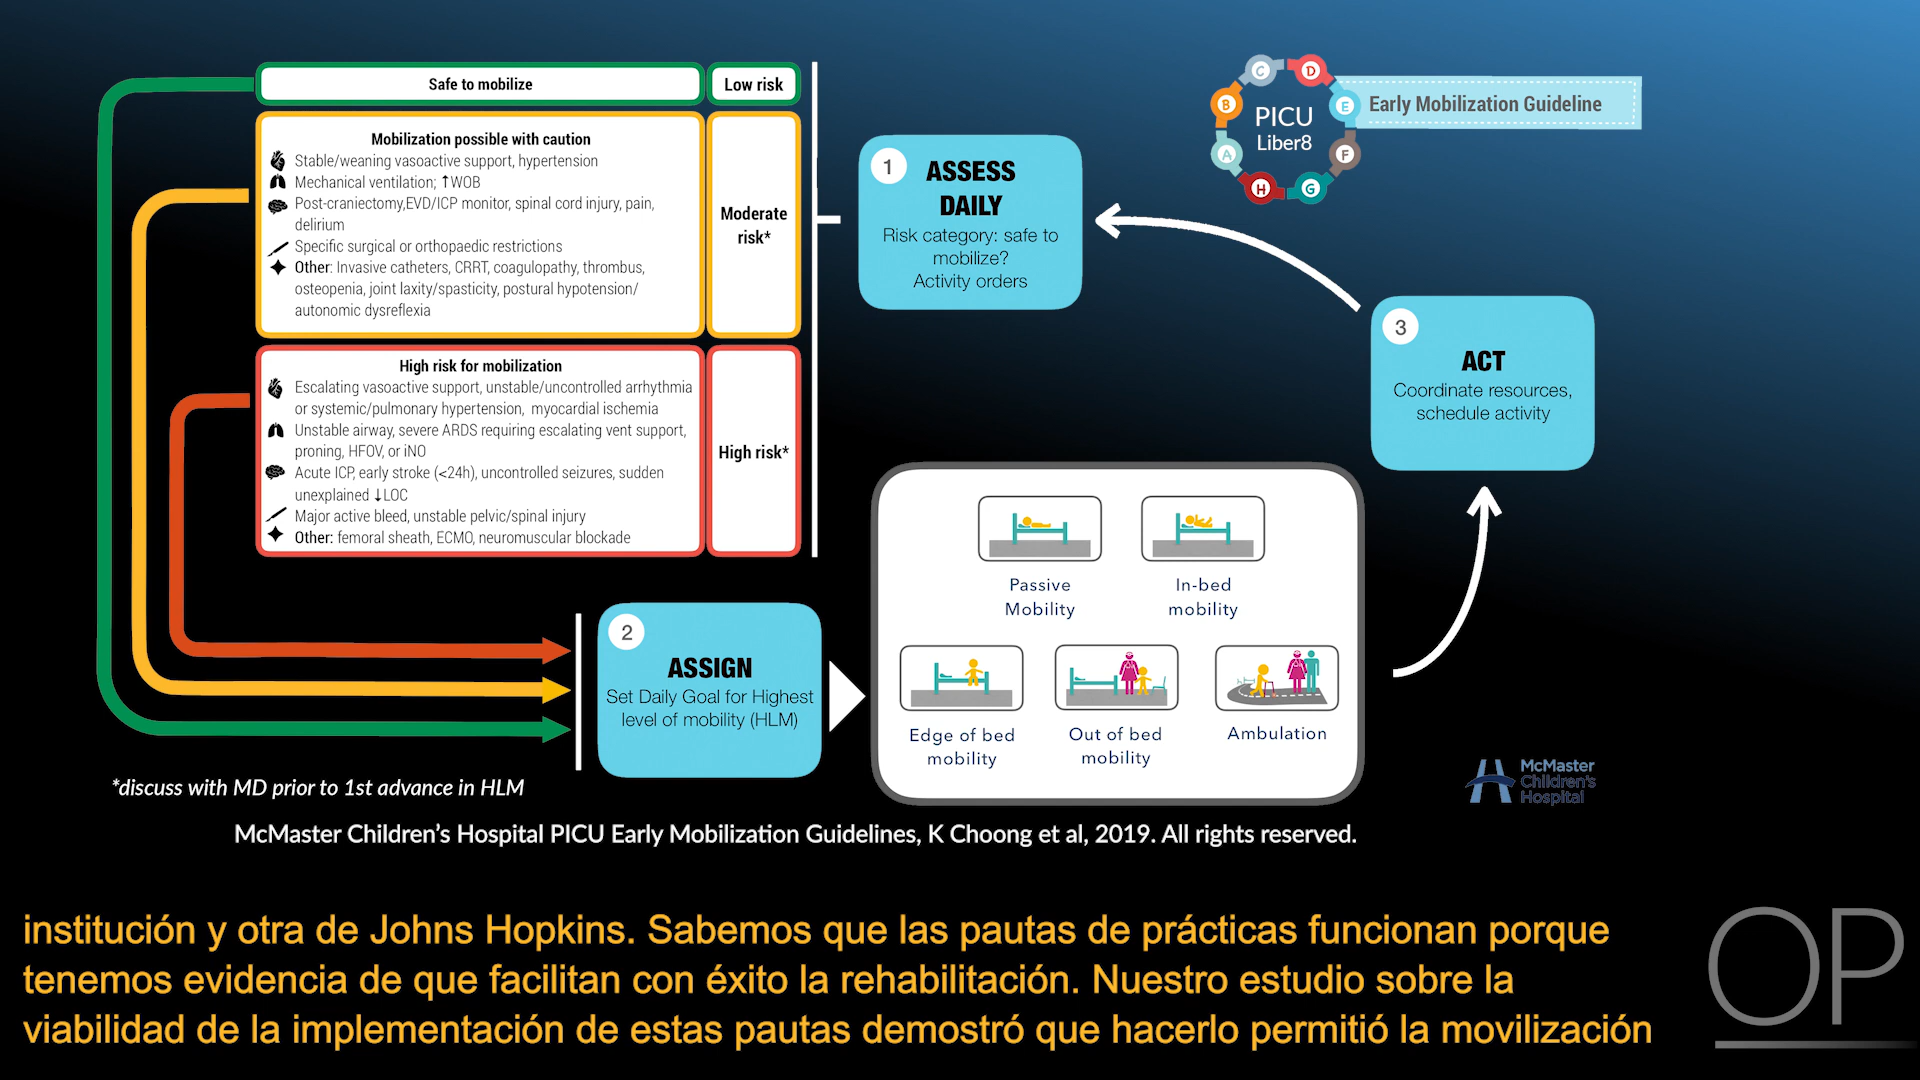 Safe to mobilize
Low risk
Mobilization possible with caution
Stable/weaning vasoactive support, hypertension
Mechanical ventilation; ↑WOB
Post-craniectomy,EVD/ICP monitor, spinal cord injury, pain,
delirium
Specific surgical or orthopaedic restrictions
Other: Invasive catheters, CRRT, coagulopathy, thrombus,
osteopenia, joint laxity/spasticity, postural hypotension/
autonomic dysreflexia
Moderate
risk*
High risk for mobilization
Escalating vasoactive support, unstable/uncontrolled arrhythmia
or systemic/pulmonary hypertension, myocardial ischemia
Unstable airway, severe ARDS requiring escalating vent support,
proning, HFOV, or iNO
Acute ICP, early stroke (<24h), uncontrolled seizures, sudden
unexplained ↓LOC
Major active bleed, unstable pelvic/spinal injury
Other: femoral sheath, ECMO, neuromuscular blockade
High risk*
1
ASSESS
DAILY
Risk category: safe to
mobilize?
Activity orders
A
B
C
D
E
F
G
H
PICU
Liber8
Early Mobilization Guideline
3
ACT
Coordinate resources,
schedule activity
2
ASSIGN
Set Daily Goal for Highest
level of mobility (HLM)
Passive
Mobility
In-bed
mobility
Edge of bed
mobility
Out of bed
mobility
Ambulation
*discuss with MD prior to 1st advance in HLM
McMaster
Children's
Hospital
McMaster Children's Hospital PICU Early Mobilization Guidelines, K Choong et al, 2019. All rights reserved.
institución y otra de Johns Hopkins. Sabemos que las pautas de prácticas funcionan porque
tenemos evidencia de que facilitan con éxito la rehabilitación. Nuestro estudio sobre la
viabilidad de la implementación de estas pautas demostró que hacerlo permitió la movilización
OP